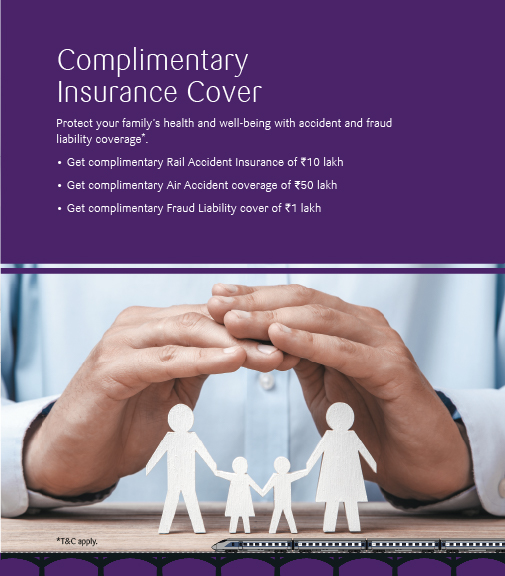 Complimentary
Insurance Cover
Protect your family's health and well-being with accident and fraud
liability coverage*.
• Get complimentary Rail Accident Insurance of ₹10 lakh
• Get complimentary Air Accident coverage of ₹50 lakh
• Get complimentary Fraud Liability cover of ₹1 lakh
*T&C apply.